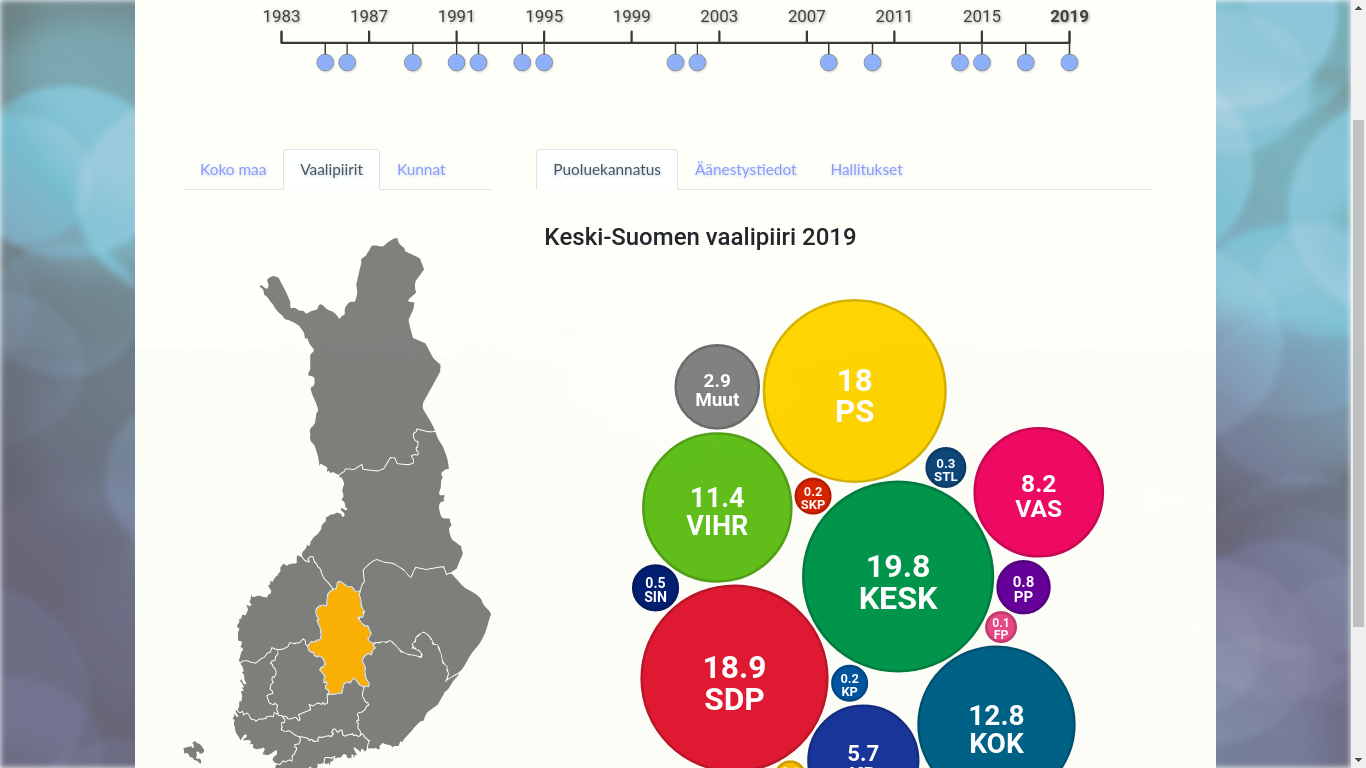 1983 1987 1991 1995 1999 2003 2007 2011 2015 2019
Koko maa Vaalipiirit Kunnat Puoluekannatus Äänestystiedot Hallitukset
Keski-Suomen vaalipiiri 2019
18
PS
2.9
Muut
0.3
STL
8.2
VAS
11.4
VIHR
0.2
SKP
19.8
KESK
0.5
SIN
0.8
PP
0.1
FP
18.9
SDP
0.2
KP
12.8
KOK
5.7